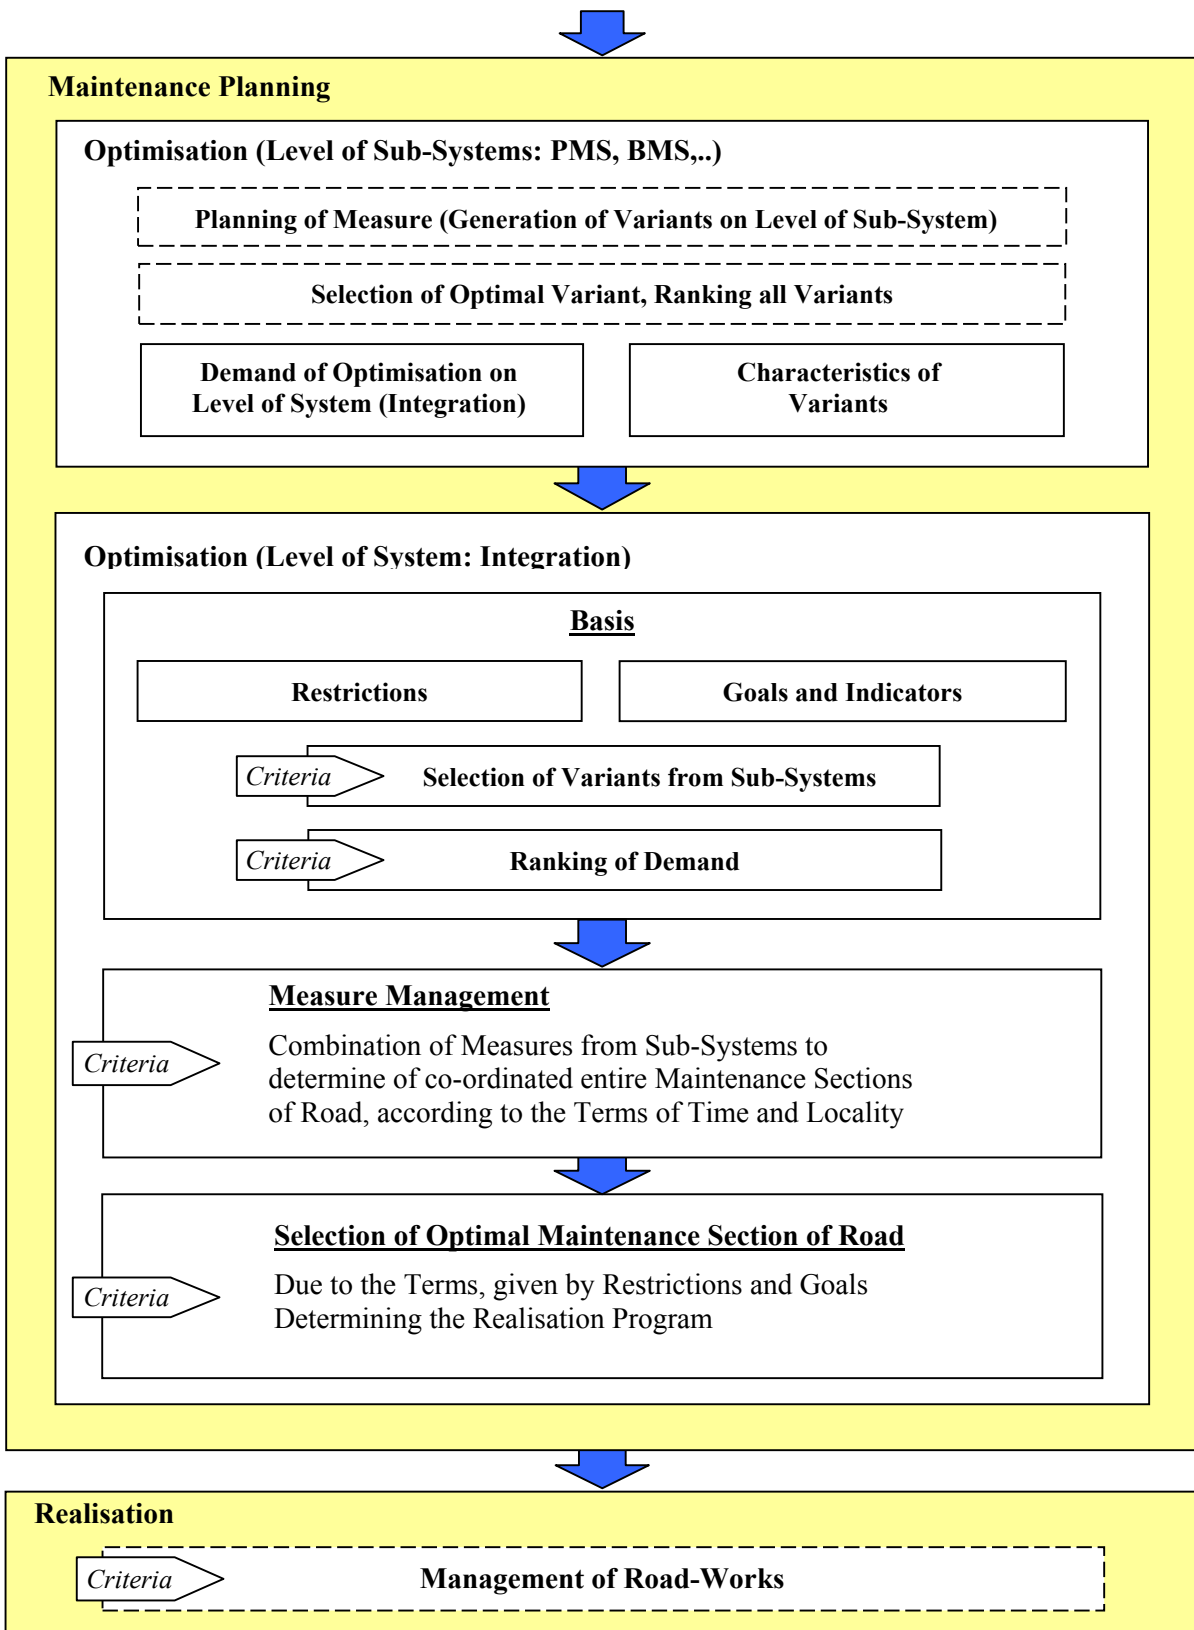 Maintenance Planning
Optimisation (Level of Sub-Systems: PMS, BMS,..)
Planning of Measure (Generation of Variants on Level of Sub-System)
Selection of Optimal Variant, Ranking all Variants
Demand of Optimisation on
Level of System (Integration)
Characteristics of
Variants
Optimisation (Level of System: Integration)
Basis
Restrictions
Goals and Indicators
Criteria
Selection of Variants from Sub-Systems
Criteria
Ranking of Demand
Measure Management
Criteria
Combination of Measures from Sub-Systems to
determine of co-ordinated entire Maintenance Sections
of Road, according to the Terms of Time and Locality
Selection of Optimal Maintenance Section of Road
Criteria
Due to the Terms, given by Restrictions and Goals
Determining the Realisation Program
Realisation
Criteria
Management of Road-Works